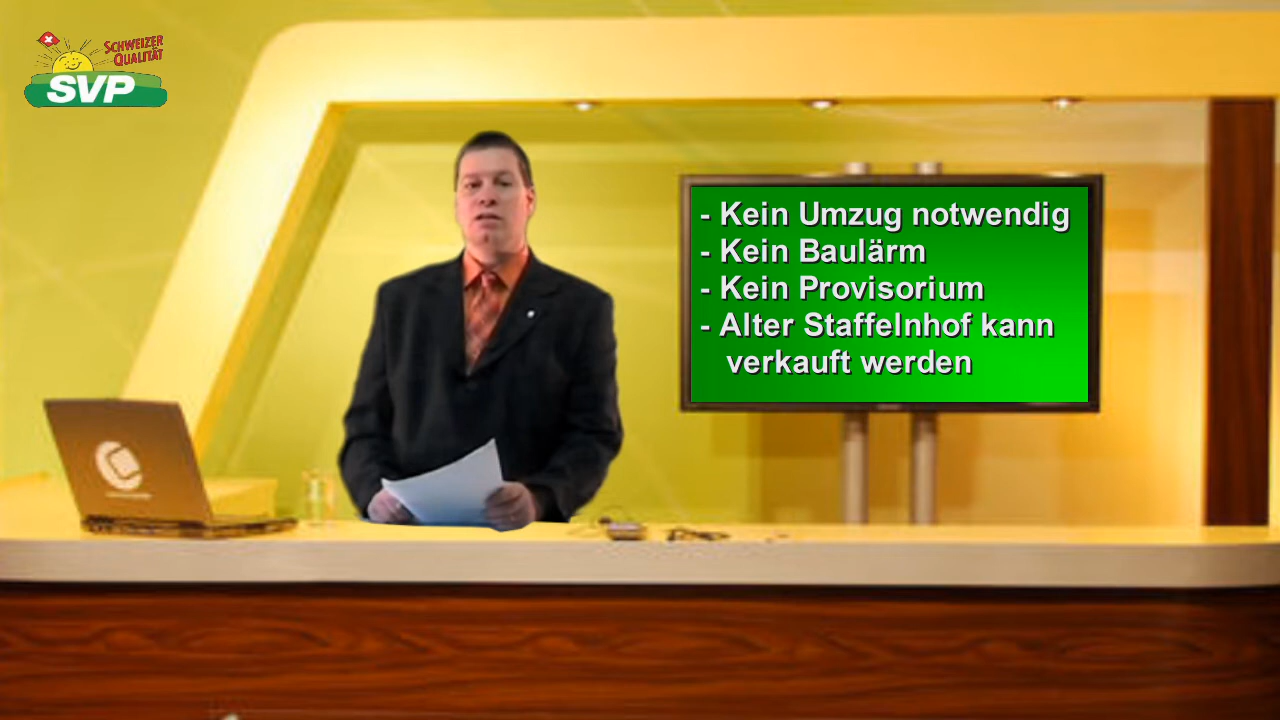 SCHWEIZER
QUALITÄT
SVP
- Kein Umzug notwendig
- Kein Baulärm
- Kein Provisorium
- Alter Staffelnhof kann
verkauft werden